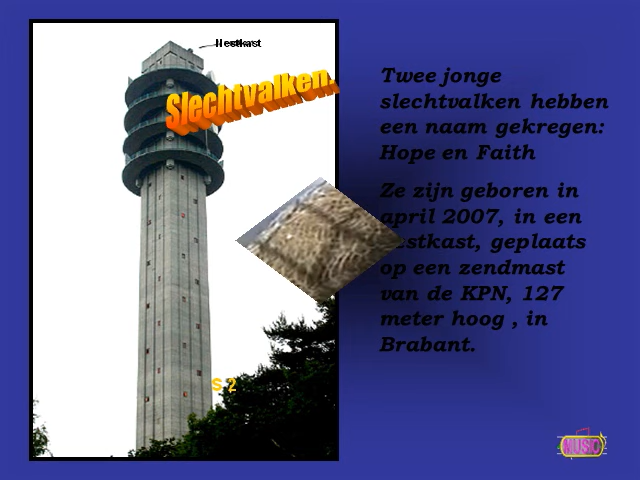 Nestkast
Slechtvalken.
Twee jonge
slechtvalken hebben
een naam gekregen:
Hope en Faith
Ze zijn geboren in
april 2007, in een
nestkast, geplaats
op een zendmast
van de KPN, 127
meter hoog , in
Brabant.
S 2
MUSIC